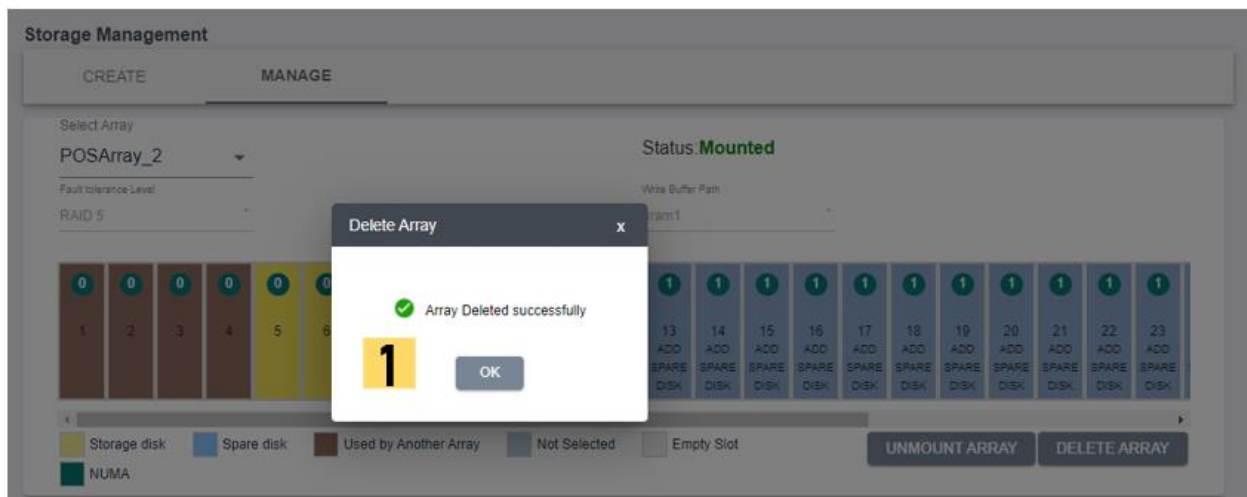 Storage Management
CREATE MANAGE
Select Array
POSArray_2
Status:Mounted
Fault tolerance Level
Write Buffer Path
RAID 5
Delete Array x
0 0 0 0 0 0 1 1 1 1 1 1 1 1 1 1 1
Array Deleted successfully
1 2 3 4 5 6 13 14 15 16 17 18 19 20 21 22 23
ADD ADD ADD ADD ADD ADD ADD ADD ADD ADD ADD
SPARE SPARE SPARE SPARE SPARE SPARE SPARE SPARE SPARE SPARE SPARE
DISK DISK DISK DISK DISK DISK DISK DISK DISK DISK DISK
1
OK
Storage disk Spare disk Used by Another Array Not Selected Empty Slot
UNMOUNT ARRAY DELETE ARRAY
NUMA